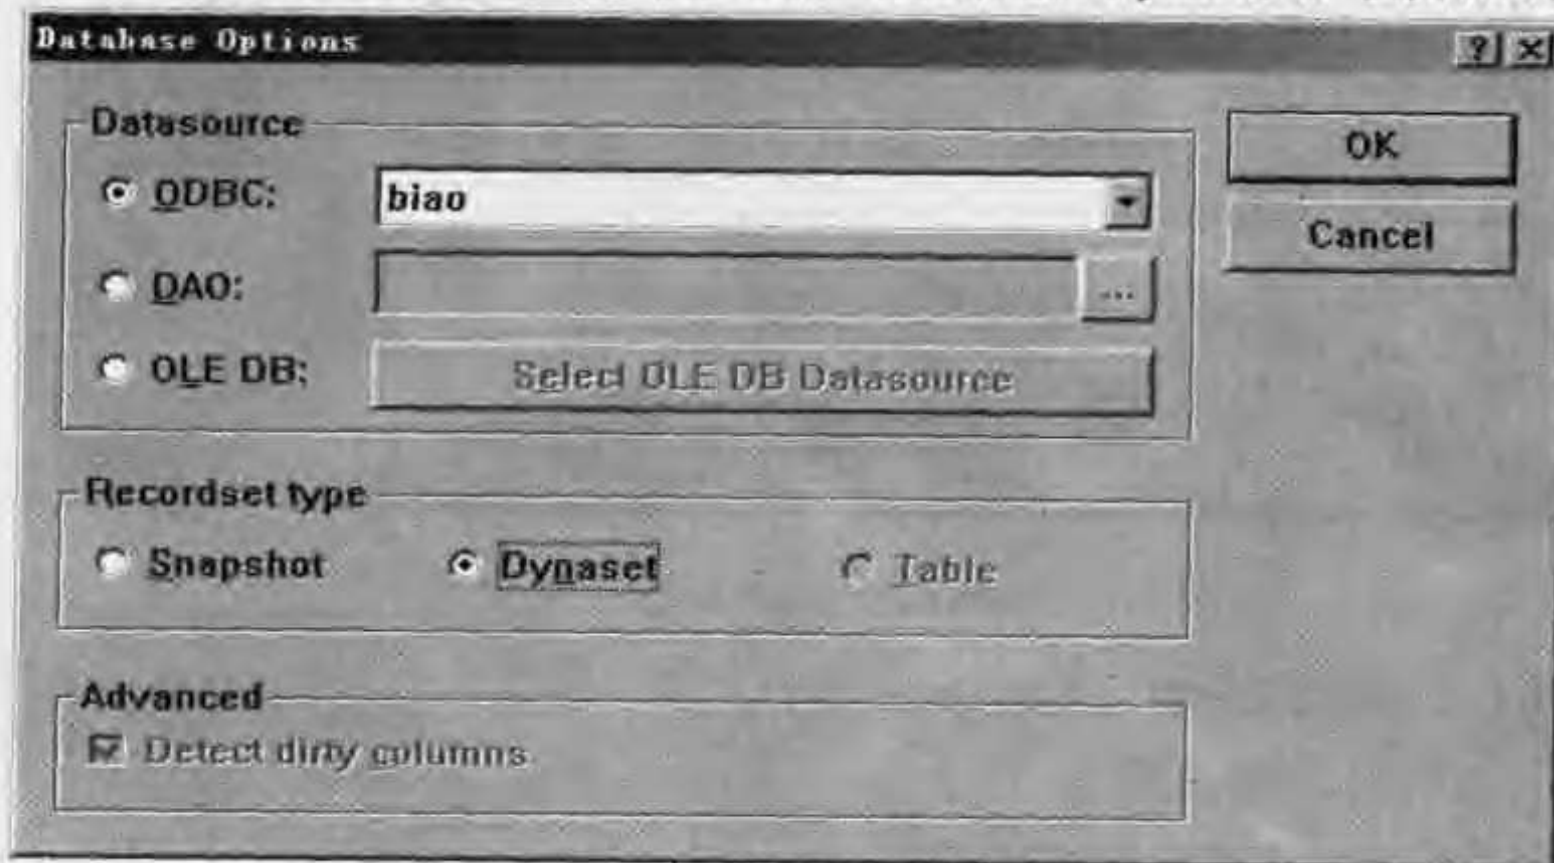 Database Options
Datasource
ODBC:
biao
OK
DAO:
...
Cancel
OLE DB:
Select OLE DB Datasource
Recordset type
Snapshot
Dynaset
Table
Advanced
Detect dirty columns